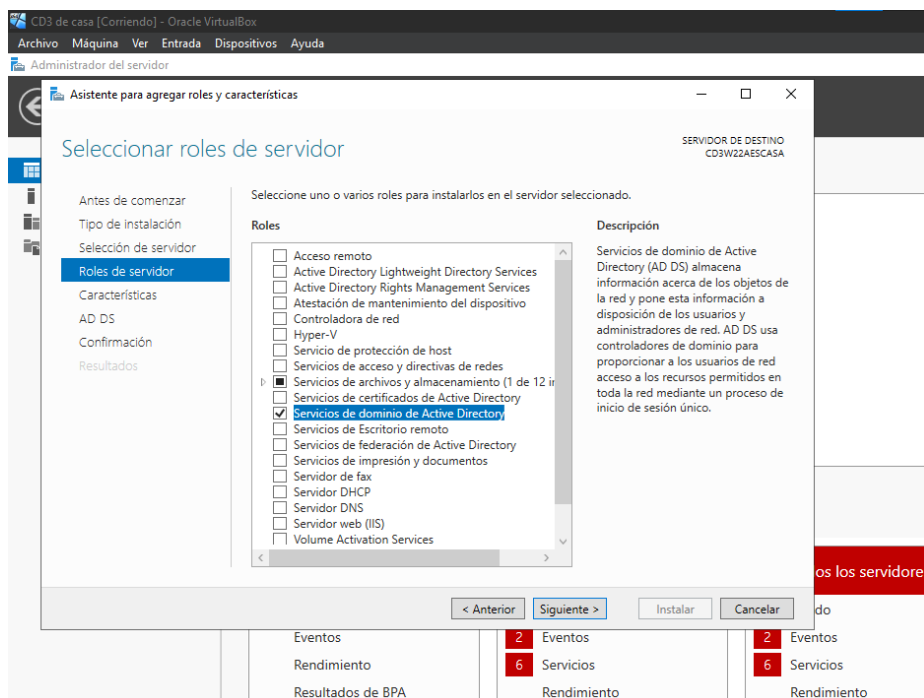 CD3 de casa [Corriendo] - Oracle VirtualBox
Archivo Máquina Ver Entrada Dispositivos Ayuda
Administrador del servidor
Asistente para agregar roles y características
Seleccionar roles de servidor
SERVIDOR DE DESTINO
CD3W22AESCASA
Antes de comenzar
Tipo de instalación
Selección de servidor
Roles de servidor
Características
AD DS
Confirmación
Resultados
Seleccione uno o varios roles para instalarlos en el servidor seleccionado.
Roles
Acceso remoto
Active Directory Lightweight Directory Services
Active Directory Rights Management Services
Atestación de mantenimiento del dispositivo
Controladora de red
Hyper-V
Servicio de protección de host
Servicios de acceso y directivas de redes
Servicios de archivos y almacenamiento (1 de 12 in
Servicios de certificados de Active Directory
Servicios de dominio de Active Directory
Servicios de Escritorio remoto
Servicios de federación de Active Directory
Servicios de impresión y documentos
Servidor de fax
Servidor DHCP
Servidor DNS
Servidor web (IIS)
Volume Activation Services
Descripción
Servicios de dominio de Active
Directory (AD DS) almacena
información acerca de los objetos de
la red y pone esta información a
disposición de los usuarios y
administradores de red. AD DS usa
controladores de dominio para
proporcionar a los usuarios de red
acceso a los recursos permitidos en
toda la red mediante un proceso de
inicio de sesión único.
< Anterior Siguiente > Instalar Cancelar
os los servidore
do
Eventos 2 Eventos 2 Eventos
Rendimiento 6 Servicios 6 Servicios
Resultados de BPA Rendimiento Rendimiento